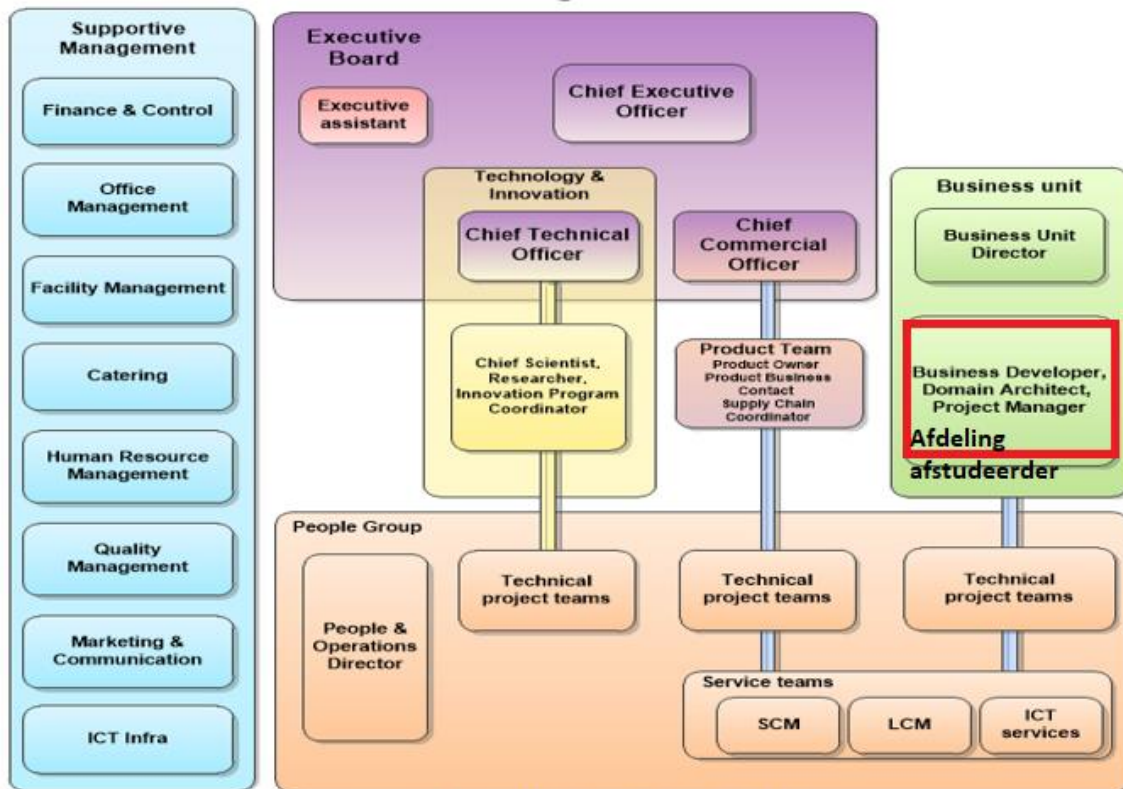 Supportive
Management
Finance & Control
Office
Management
Facility Management
Catering
Human Resource
Management
Quality
Management
Marketing &
Communication
ICT Infra
Executive
Board
Executive
assistant
Chief Executive
Officer
Technology &
Innovation
Chief Technical
Officer
Chief
Commercial
Officer
Chief Scientist,
Researcher,
Innovation Program
Coordinator
Product Team
Product Owner
Product Business
Contact
Supply Chain
Coordinator
Business unit
Business Unit
Director
Business Developer,
Domain Architect,
Project Manager
Afdeling
afstudeerder
People Group
People &
Operations
Director
Technical
project teams
Technical
project teams
Technical
project teams
Service teams
SCM
LCM
ICT
services